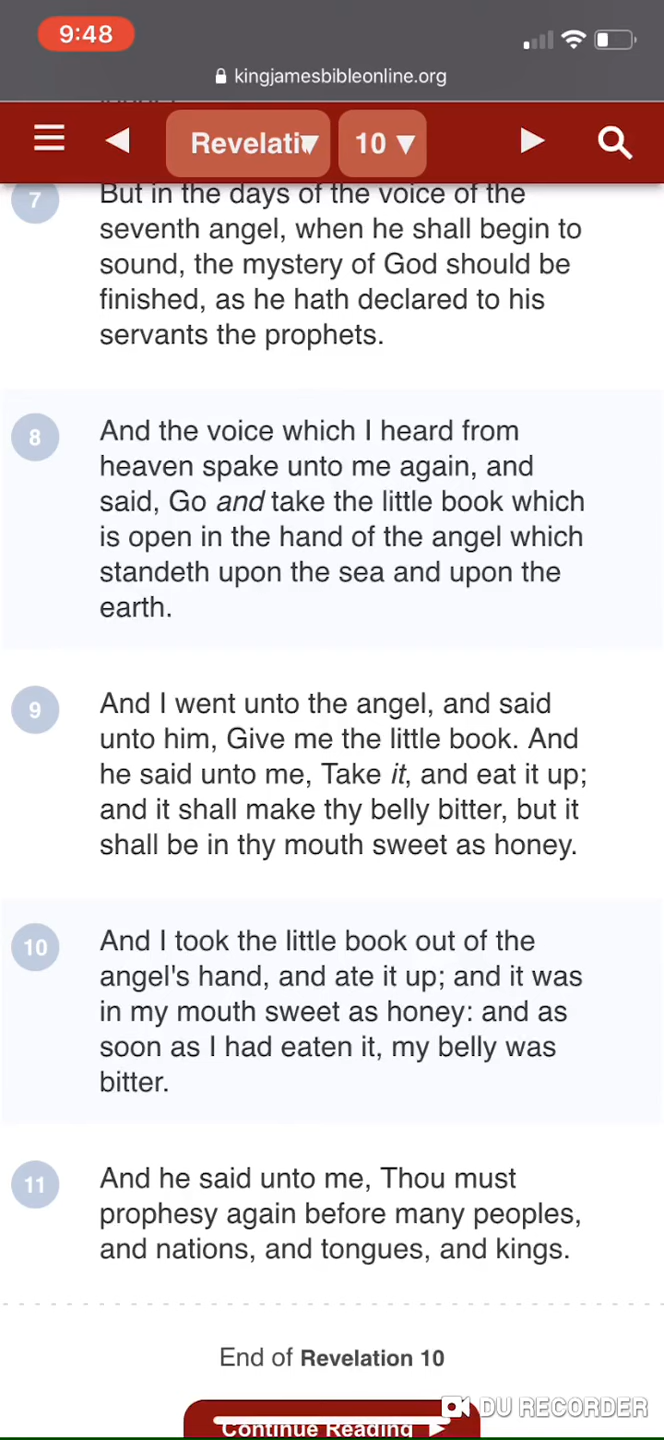 9:48
kingjamesbibleonline.org
Revelati
10
7
But in the days of the voice of the
seventh angel, when he shall begin to
sound, the mystery of God should be
finished, as he hath declared to his
servants the prophets.
8
And the voice which I heard from
heaven spake unto me again, and
said, Go and take the little book which
is open in the hand of the angel which
standeth upon the sea and upon the
earth.
9
And I went unto the angel, and said
unto him, Give me the little book. And
he said unto me, Take it, and eat it up;
and it shall make thy belly bitter, but it
shall be in thy mouth sweet as honey.
10
And I took the little book out of the
angel's hand, and ate it up; and it was
in my mouth sweet as honey: and as
soon as I had eaten it, my belly was
bitter.
11
And he said unto me, Thou must
prophesy again before many peoples,
and nations, and tongues, and kings.
End of Revelation 10
DU RECORDER
Continue Reading